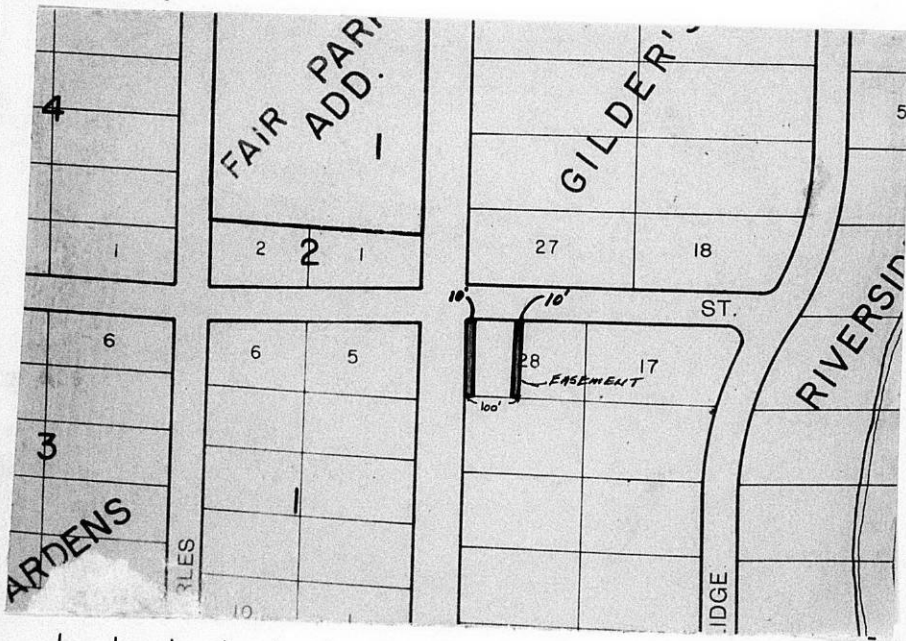 4
FAIR PARK
ADD.
1
GILDER'S
5
1
2
2
1
27
18
RIVERSID
10'
10'
ST.
6
6
5
28
17
EASEMENT
100'
3
1
ARDENS
RLES
10
1
IDGE